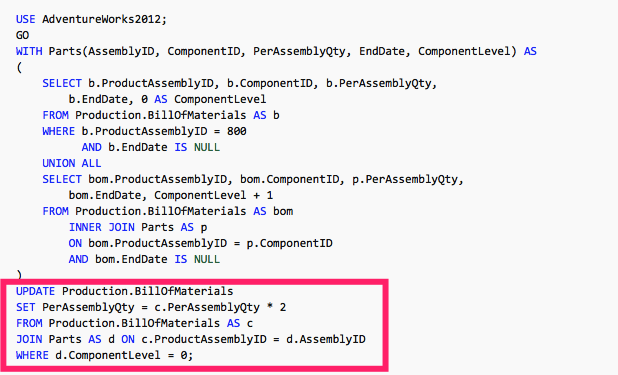 USE AdventureWorks2012;
GO
WITH Parts(AssemblyID, ComponentID, PerAssemblyQty, EndDate, ComponentLevel) AS
(
    SELECT b.ProductAssemblyID, b.ComponentID, b.PerAssemblyQty,
        b.EndDate, 0 AS ComponentLevel
    FROM Production.BillOfMaterials AS b
    WHERE b.ProductAssemblyID = 800
          AND b.EndDate IS NULL
    UNION ALL
    SELECT bom.ProductAssemblyID, bom.ComponentID, p.PerAssemblyQty,
        bom.EndDate, ComponentLevel + 1
    FROM Production.BillOfMaterials AS bom
        INNER JOIN Parts AS p
        ON bom.ProductAssemblyID = p.ComponentID
        AND bom.EndDate IS NULL
)
UPDATE Production.BillOfMaterials
SET PerAssemblyQty = c.PerAssemblyQty * 2
FROM Production.BillOfMaterials AS c
JOIN Parts AS d ON c.ProductAssemblyID = d.AssemblyID
WHERE d.ComponentLevel = 0;